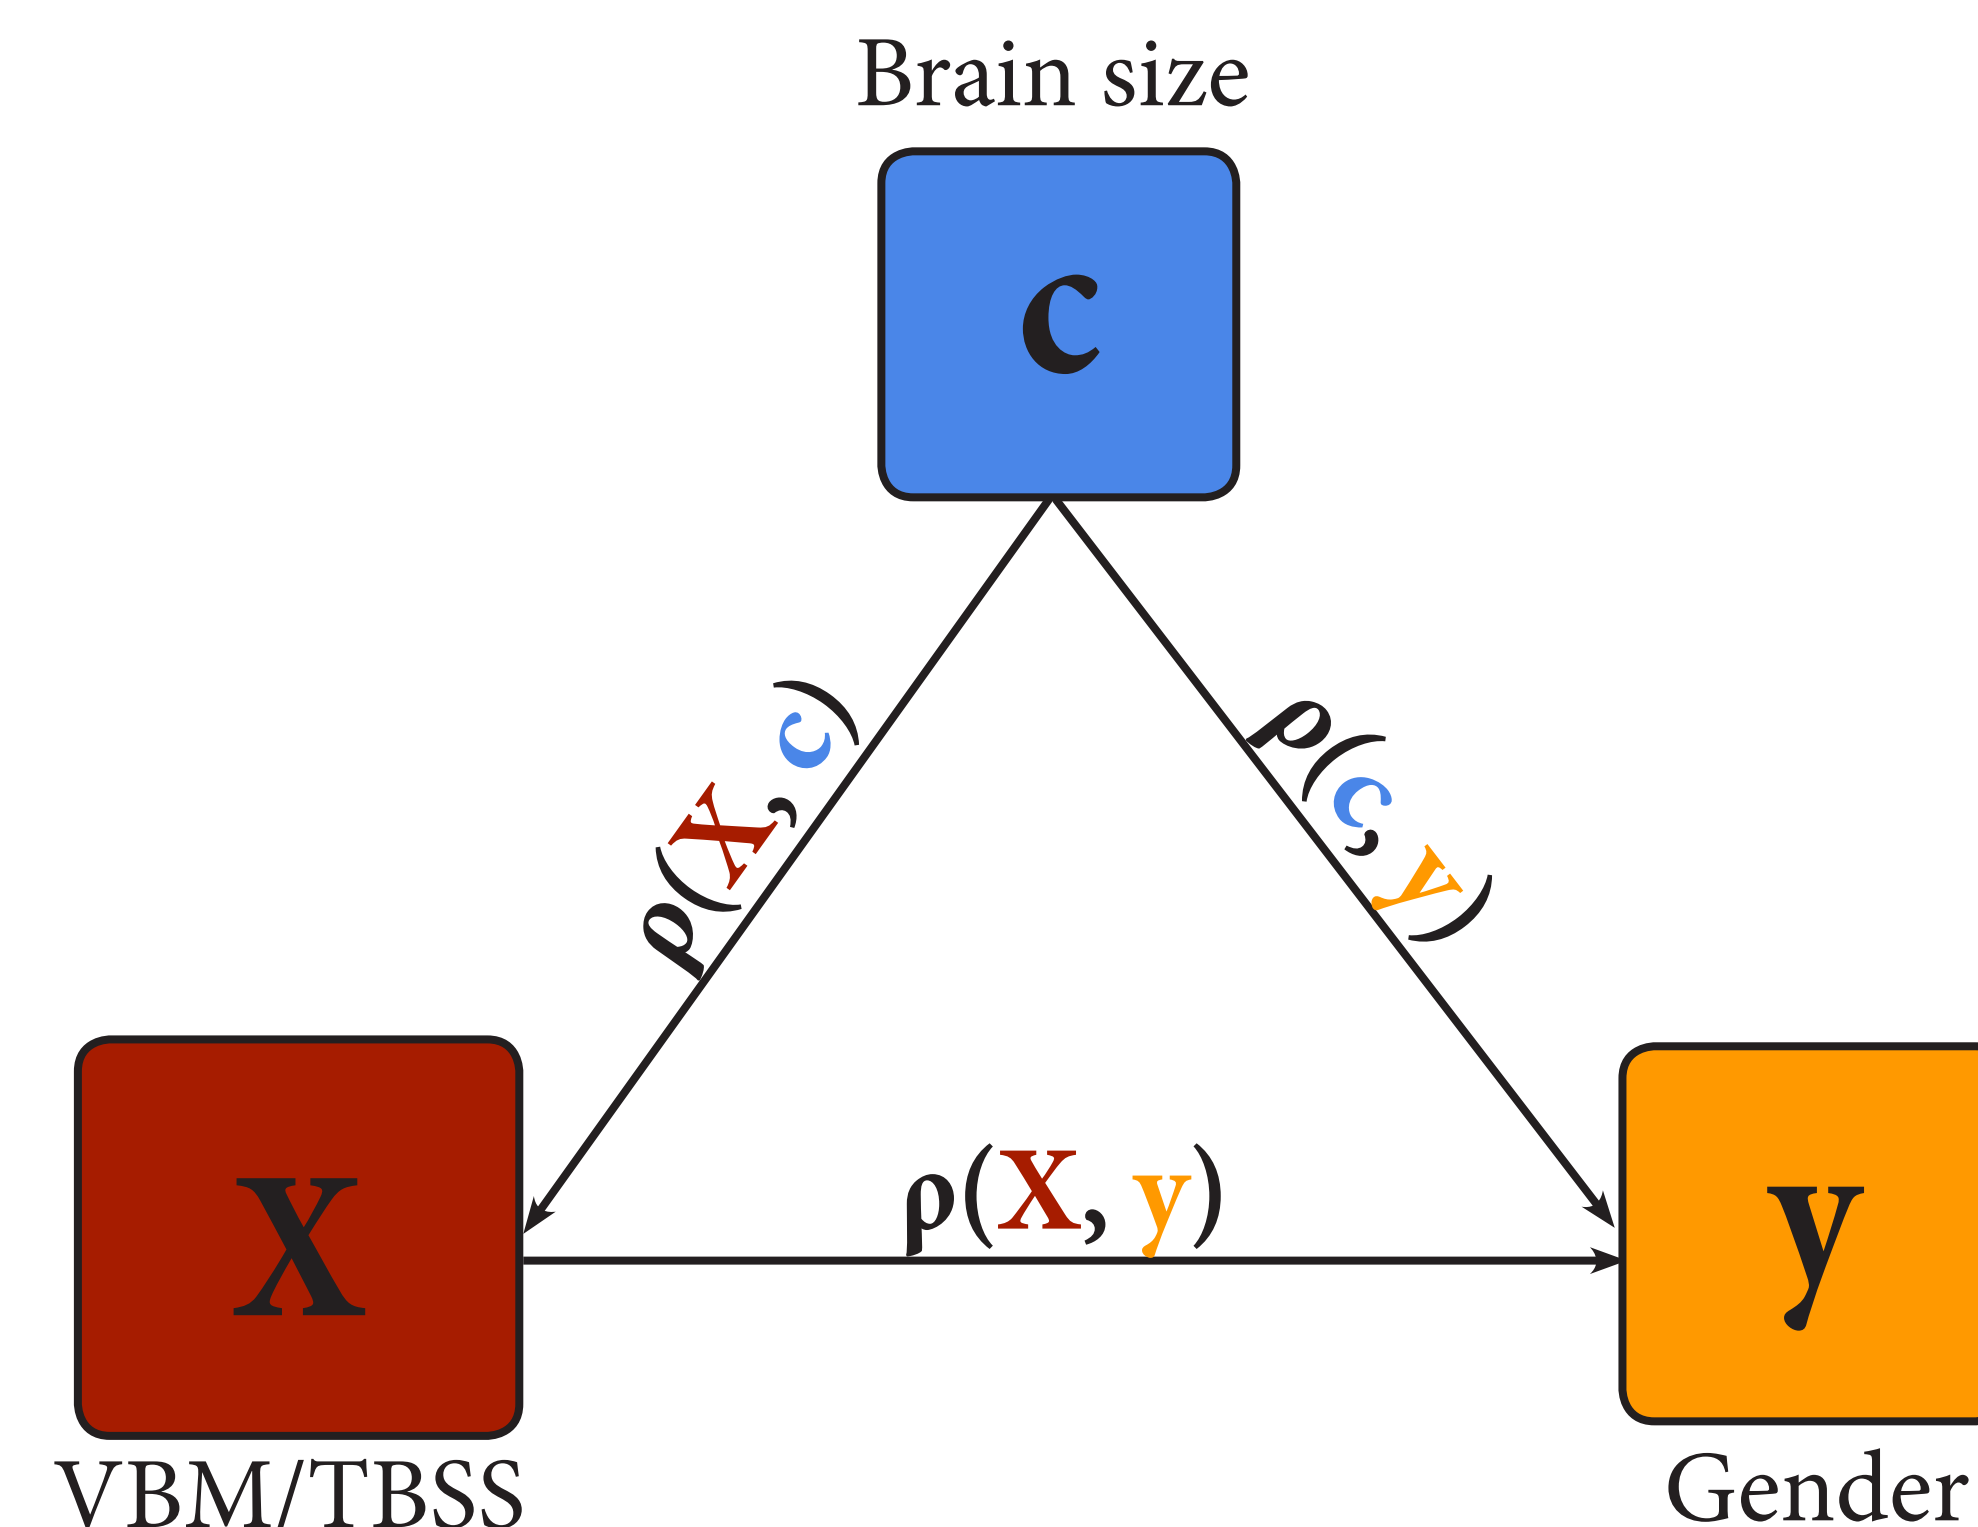 Brain size
c
ρ(X, c)
ρ(c, y)
ρ(X, y)
X
y
VBM/TBSS
Gender